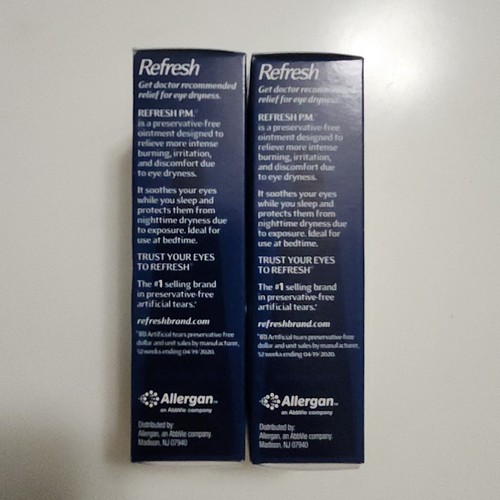 Refresh
Get doctor recommended
relief for eye dryness.
REFRESH P.M.™
is a preservative-free
ointment designed to
relieve more intense
burning, irritation,
and discomfort due
to eye dryness.
It soothes your eyes
while you sleep and
protects them from
nighttime dryness due
to exposure. Ideal for
use at bedtime.
TRUST YOUR EYES
TO REFRESH™
The #1 selling brand
in preservative-free
artificial tears.*
refreshbrand.com
*IRI Artificial tears preservative free
dollar and unit sales by manufacturer,
52 weeks ending 04/19/2020.
Allergan™
an AbbVie company
Distributed by:
Allergan, an AbbVie company
Madison, NJ 07940
Refresh
Get doctor recommended
relief for eye dryness.
REFRESH P.M.™
is a preservative-free
ointment designed to
relieve more intense
burning, irritation,
and discomfort due
to eye dryness.
It soothes your eyes
while you sleep and
protects them from
nighttime dryness due
to exposure. Ideal for
use at bedtime.
TRUST YOUR EYES
TO REFRESH™
The #1 selling brand
in preservative-free
artificial tears.*
refreshbrand.com
*IRI Artificial tears preservative-free
dollar and unit sales by manufacturer,
52 weeks ending 04/19/2020.
Allergan™
an AbbVie company
Distributed by:
Allergan, an AbbVie company
Madison, NJ 07940